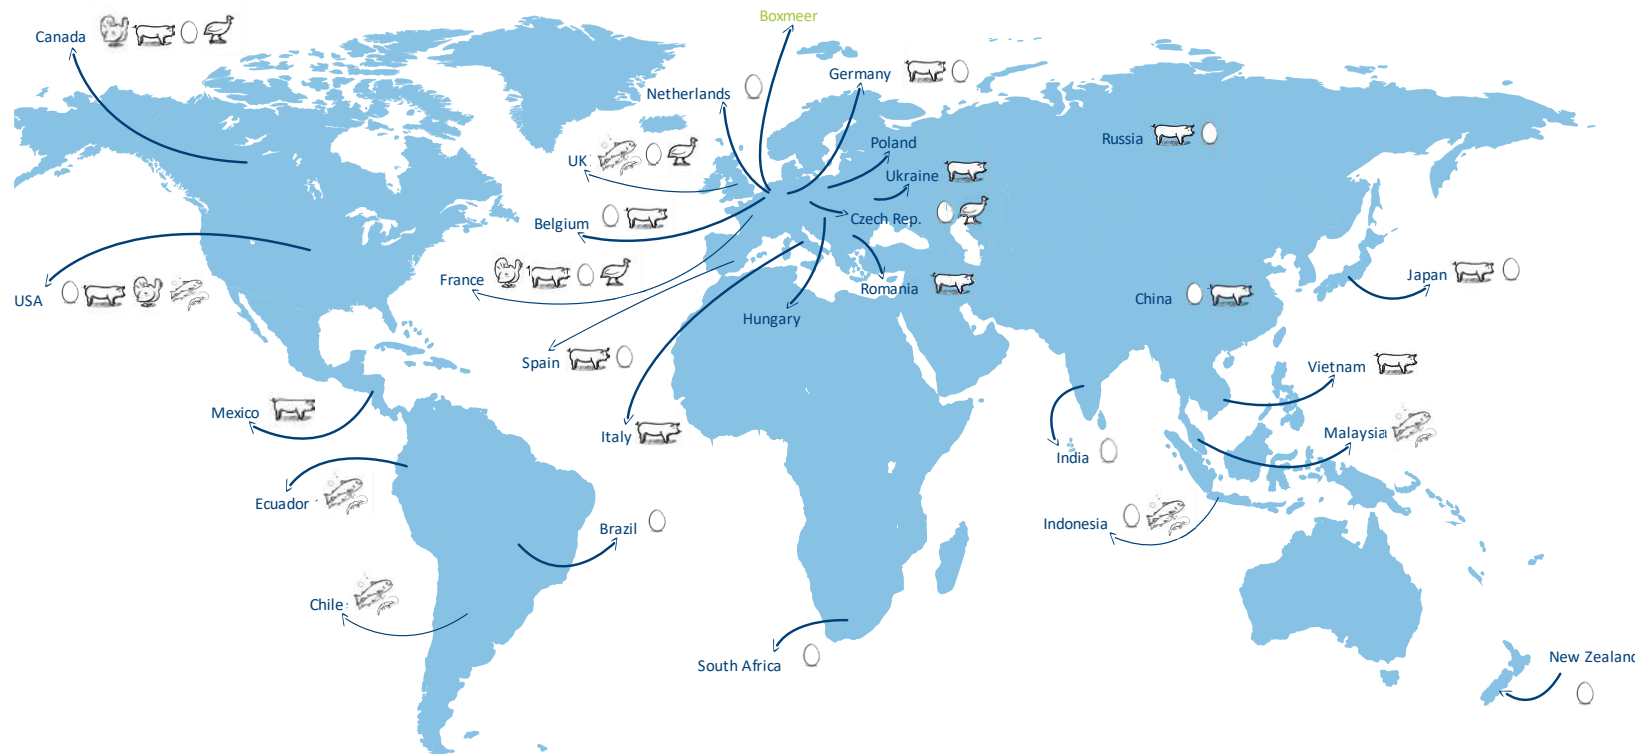 Boxmeer
Canada
Germany
Netherlands
Russia
Poland
UK
Ukraine
Belgium
Czech Rep.
France
Romania
USA
Japan
China
Hungary
Spain
Vietnam
Mexico
Italy
Malaysia
India
Ecuador
Indonesia
Brazil
Chile
South Africa
New Zealand